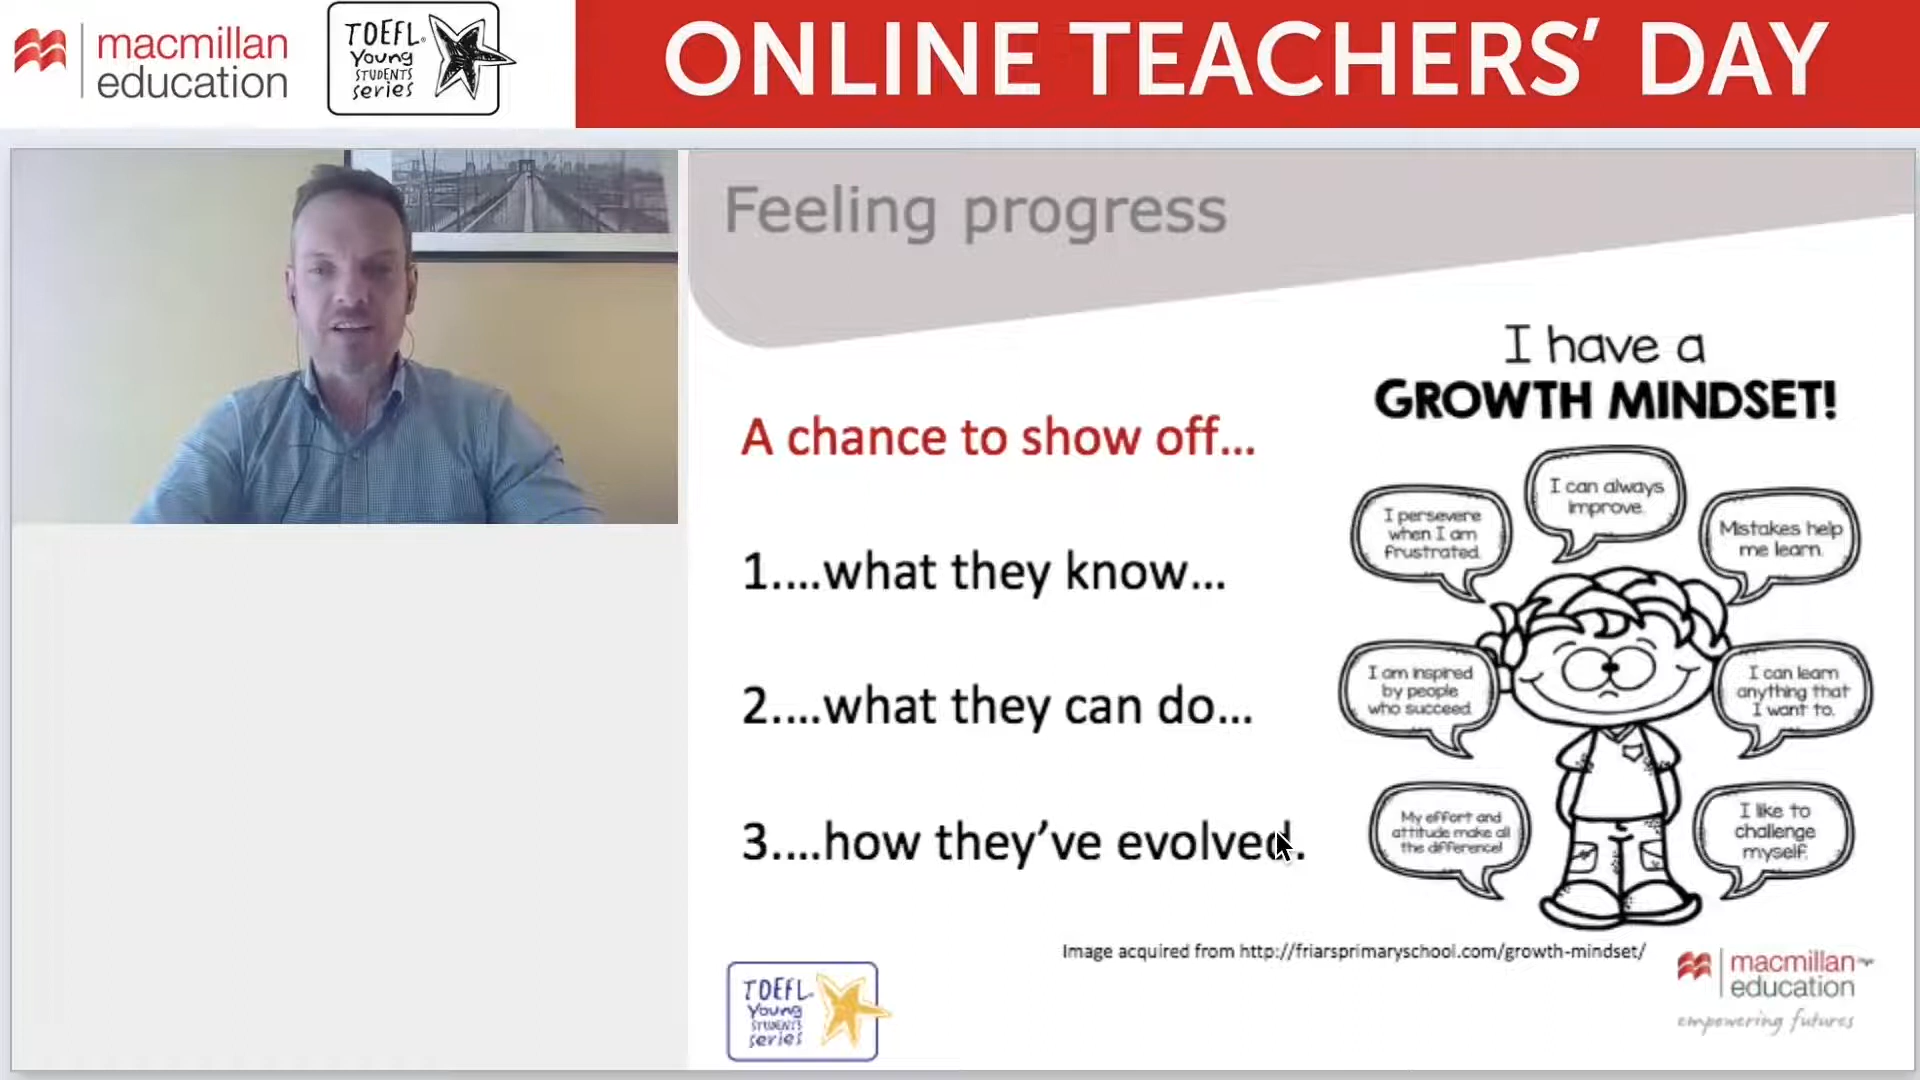 macmillan
education
TOEFL®
Young
STUDENTS
series
ONLINE TEACHERS’ DAY
Feeling progress
A chance to show off...
1....what they know...
2....what they can do...
3....how they’ve evolved.
I have a
GROWTH MINDSET!
I can always
improve.
I persevere
when I am
frustrated.
Mistakes help
me learn.
I am inspired
by people
who succeed.
I can learn
anything that
I want to.
My effort and
attitude make all
the difference!
I like to
challenge
myself.
Image acquired from http://friarsprimaryschool.com/growth-mindset/
TOEFL
Young
STUDENTS
series
macmillan
education
empowering futures